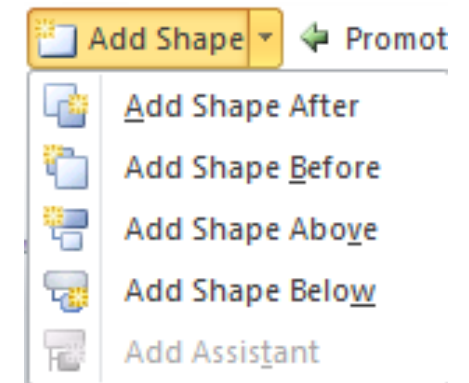 Add Shape Promot
Add Shape After
Add Shape Before
Add Shape Above
Add Shape Below
Add Assistant